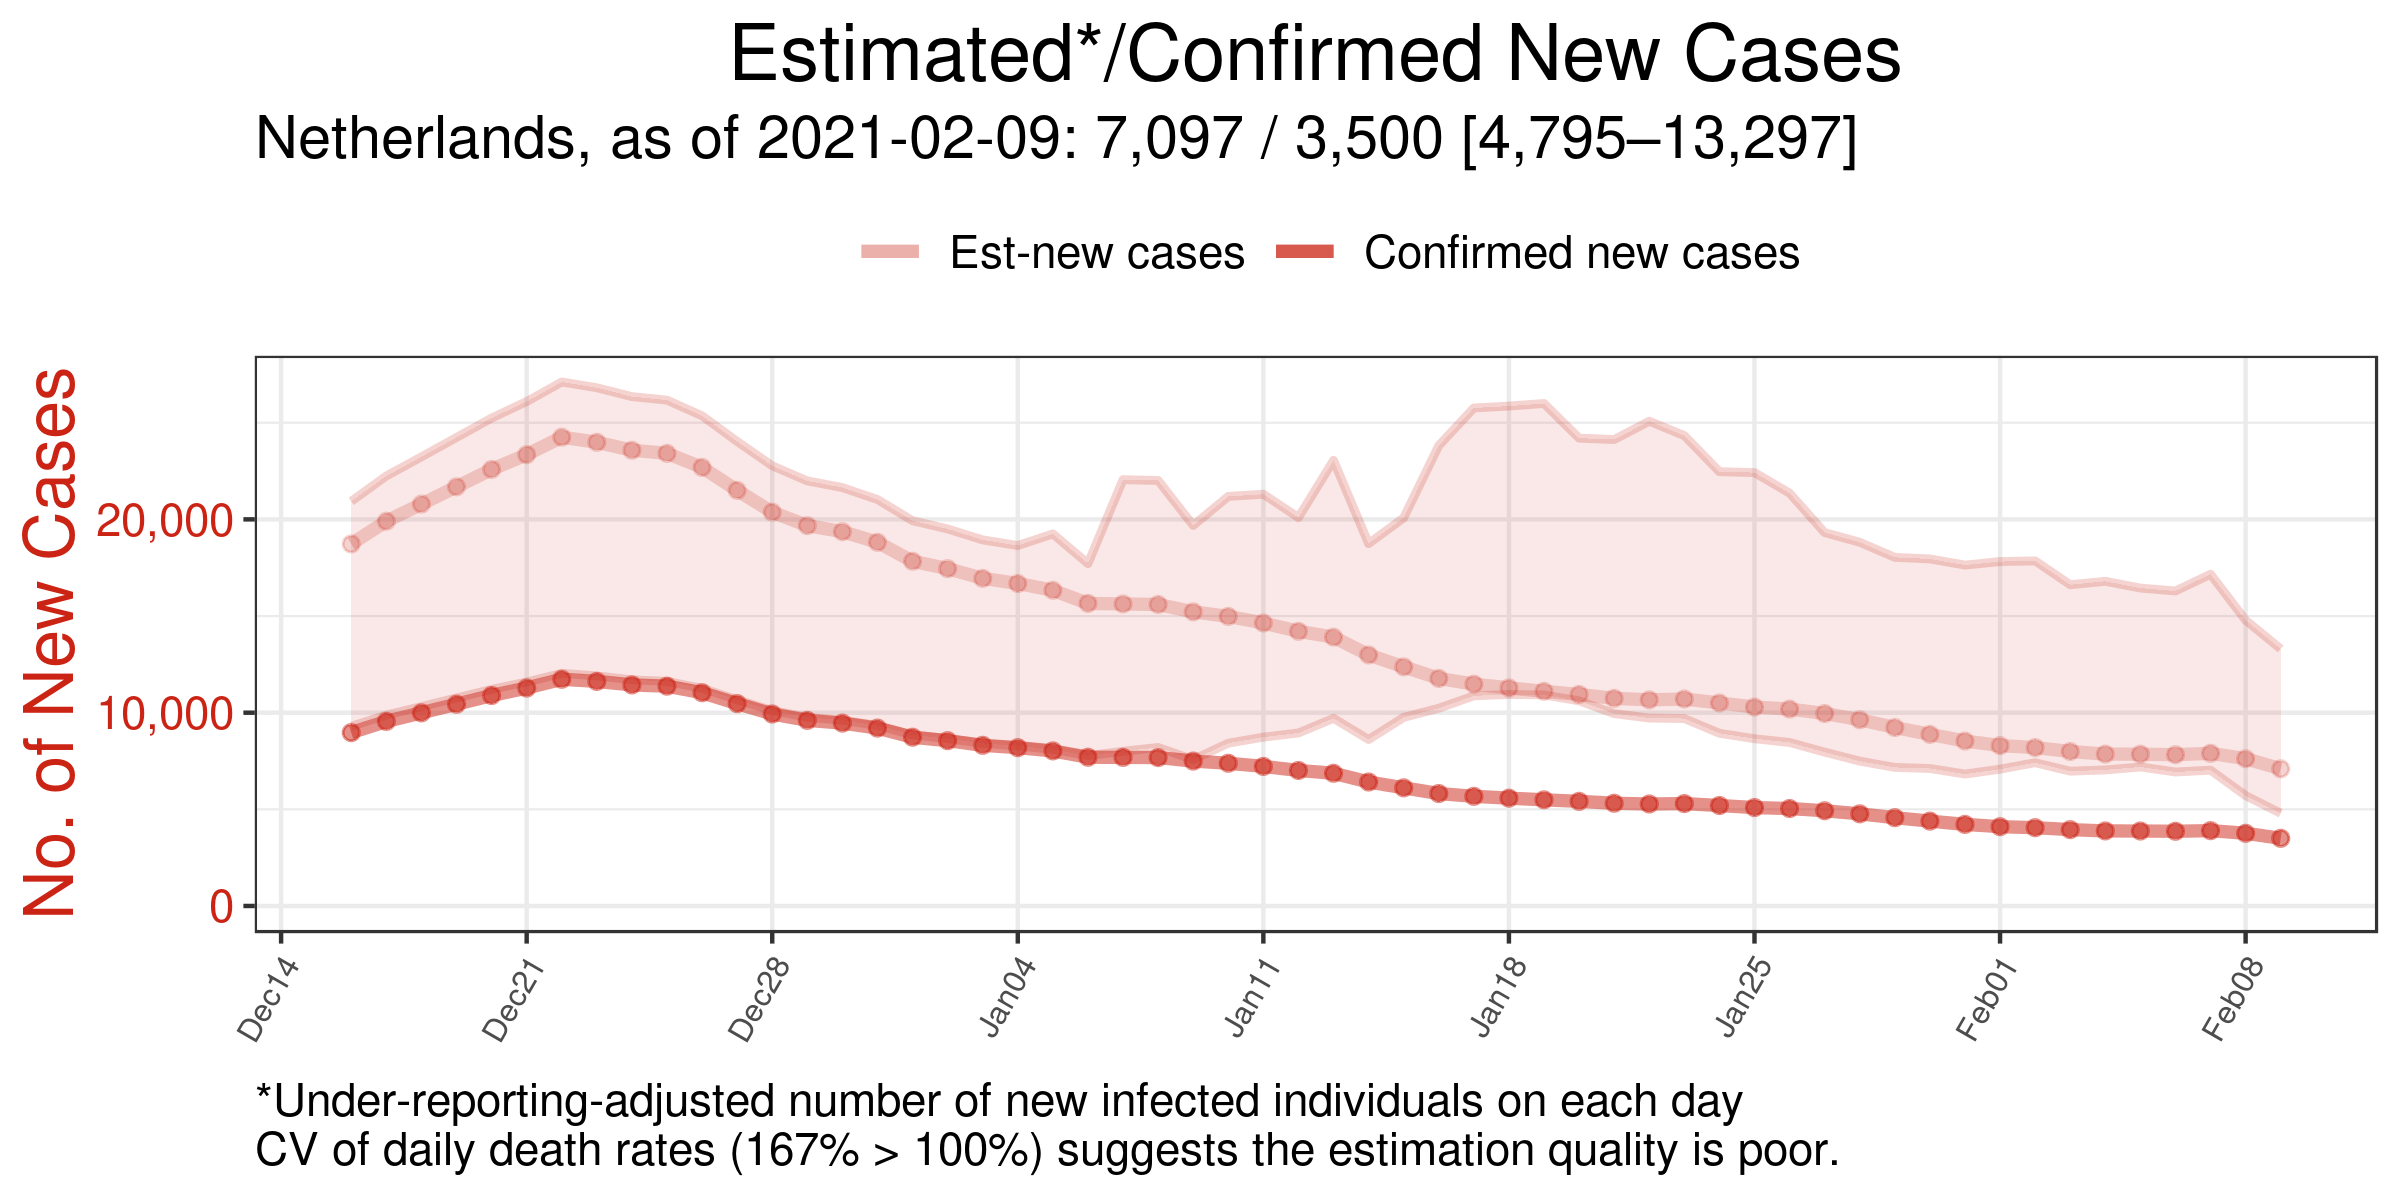 Estimated*/Confirmed New Cases
Netherlands, as of 2021-02-09: 7,097 / 3,500 [4,795–13,297]
Est-new cases
Confirmed new cases
No. of New Cases
20,000
10,000
0
Dec14
Dec21
Dec28
Jan04
Jan11
Jan18
Jan25
Feb01
Feb08
*Under-reporting-adjusted number of new infected individuals on each day
CV of daily death rates (167% > 100%) suggests the estimation quality is poor.